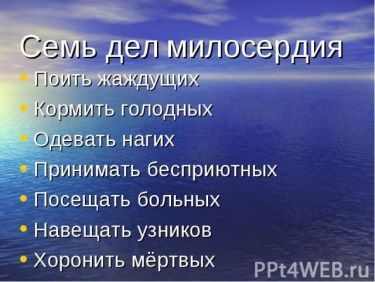 Семь дел милосердия
• Поить жаждущих
• Кормить голодных
• Одевать нагих
• Принимать бесприютных
• Посещать больных
• Навещать узников
• Хоронить мёртвых
PPt4WEB.ru